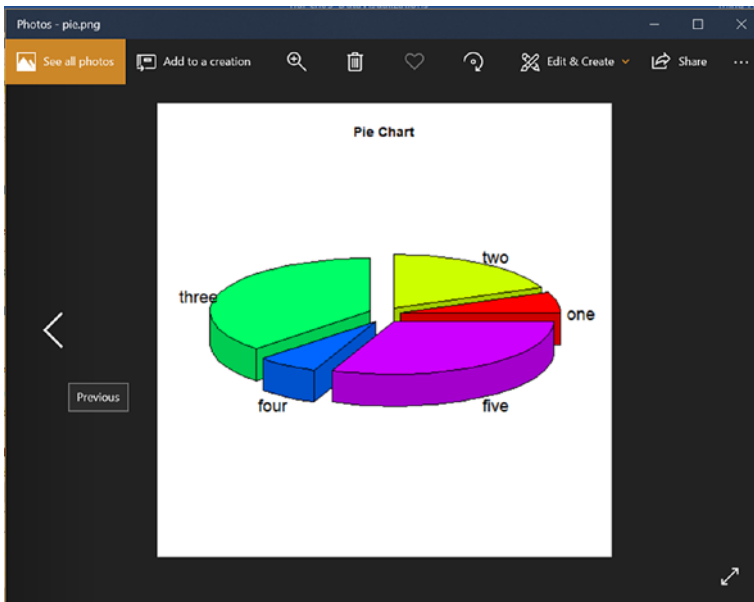 Photos - pie.png
See all photos
Add to a creation
Edit & Create
Share
Pie Chart
two
three
one
Previous
four
five